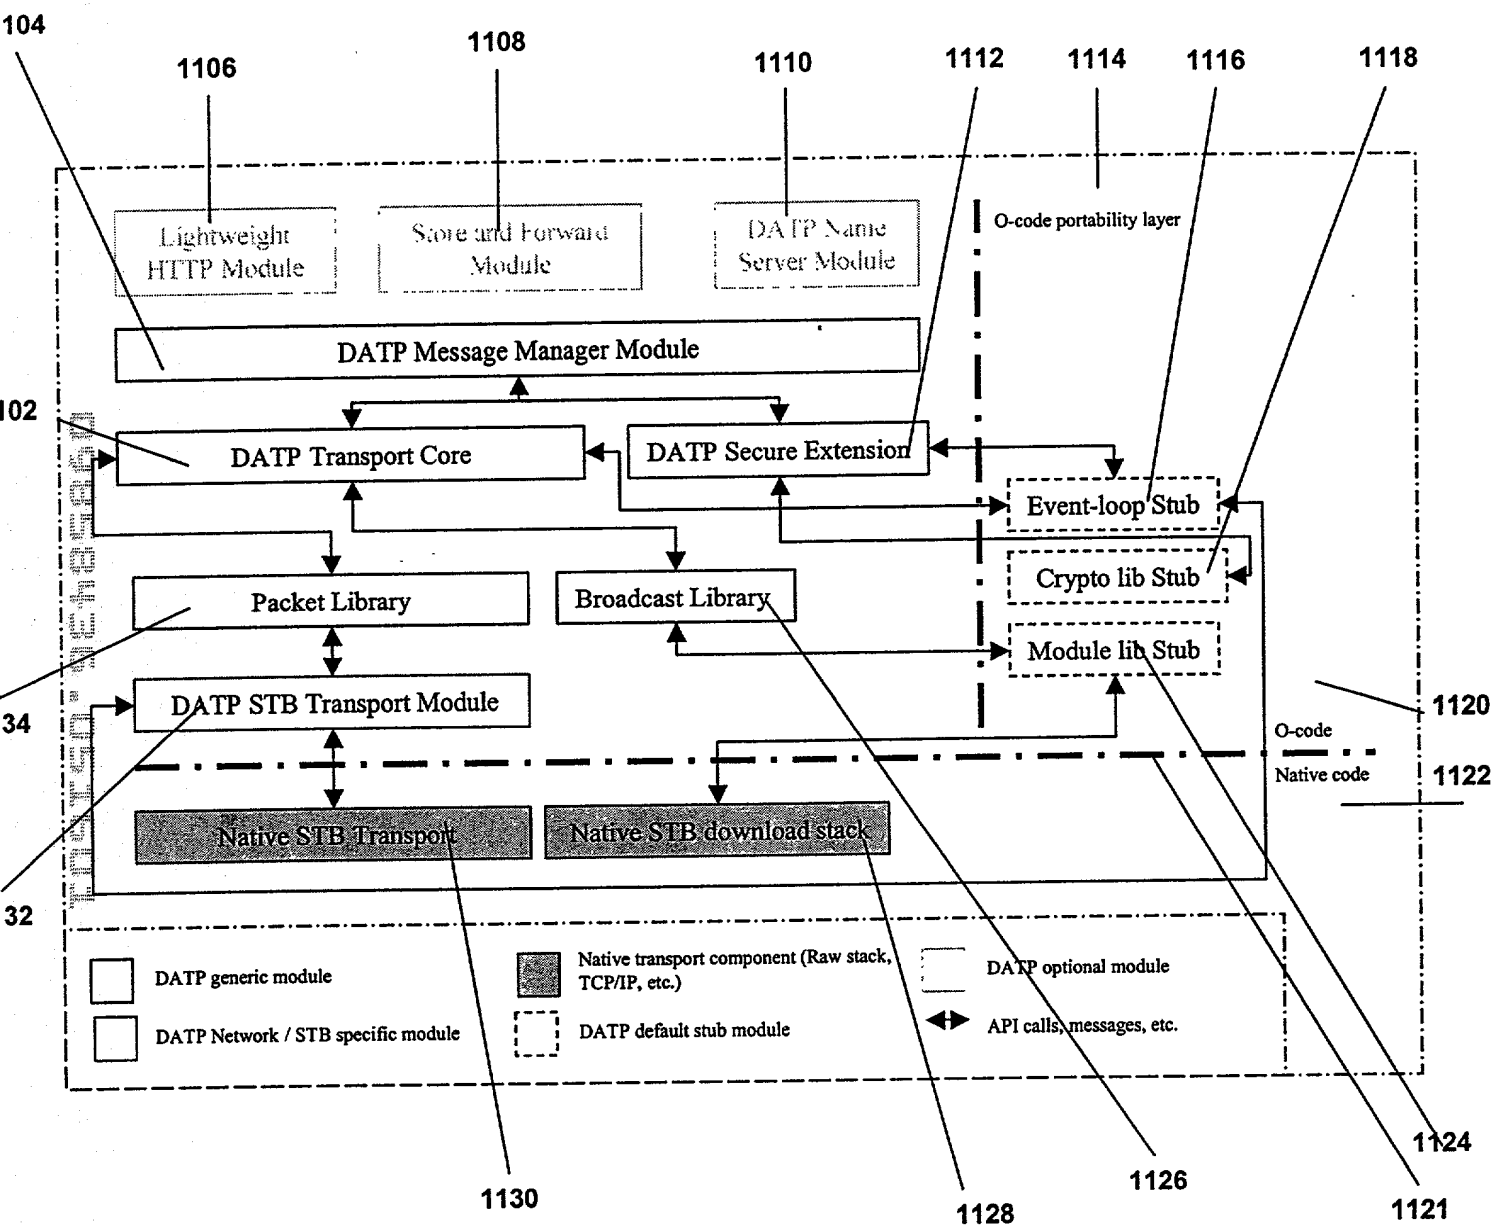 104
1106
1108
1110
1112
1114
1116
1118
O-code portability layer
Lightweight
HTTP Module
Store and Forward
Module
DATP Name
Server Module
DATP Message Manager Module
102
DATP Transport Core
DATP Secure Extension
Event-loop Stub
Crypto lib Stub
Packet Library
Broadcast Library
Module lib Stub
34
DATP STB Transport Module
1120
O-code
Native code
1122
Native STB Transport
Native STB download stack
32
DATP generic module
Native transport component (Raw stack,
TCP/IP, etc.)
DATP optional module
DATP Network / STB specific module
DATP default stub module
API calls, messages, etc.
1124
1126
1130
1128
1121